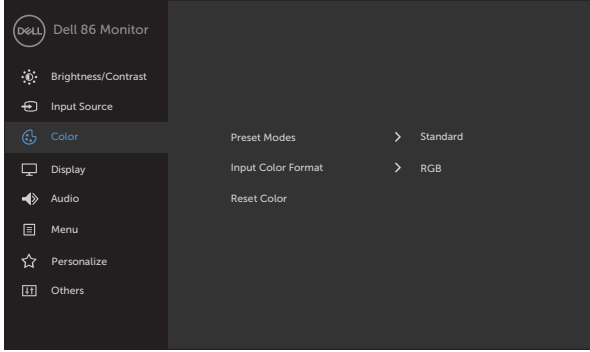 DELL Dell 86 Monitor
Brightness/Contrast
Input Source
Color
Preset Modes Standard
Input Color Format RGB
Reset Color
Display
Audio
Menu
Personalize
Others